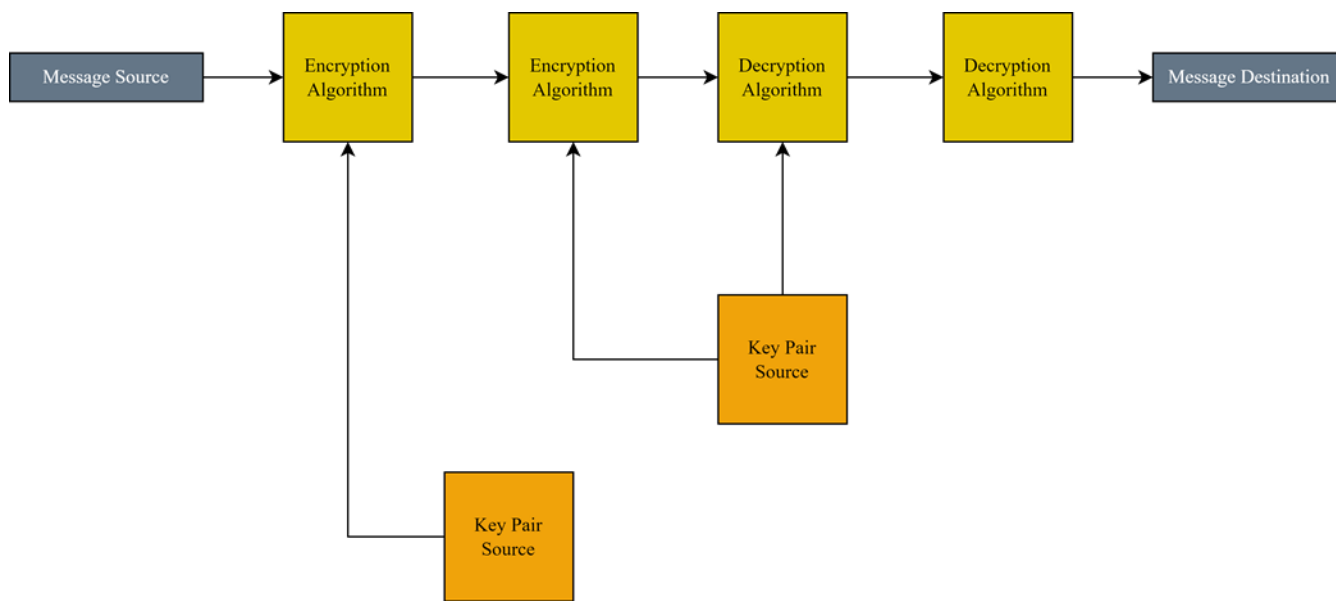 Message Source
Encryption
Algorithm
Encryption
Algorithm
Decryption
Algorithm
Decryption
Algorithm
Message Destination
Key Pair
Source
Key Pair
Source